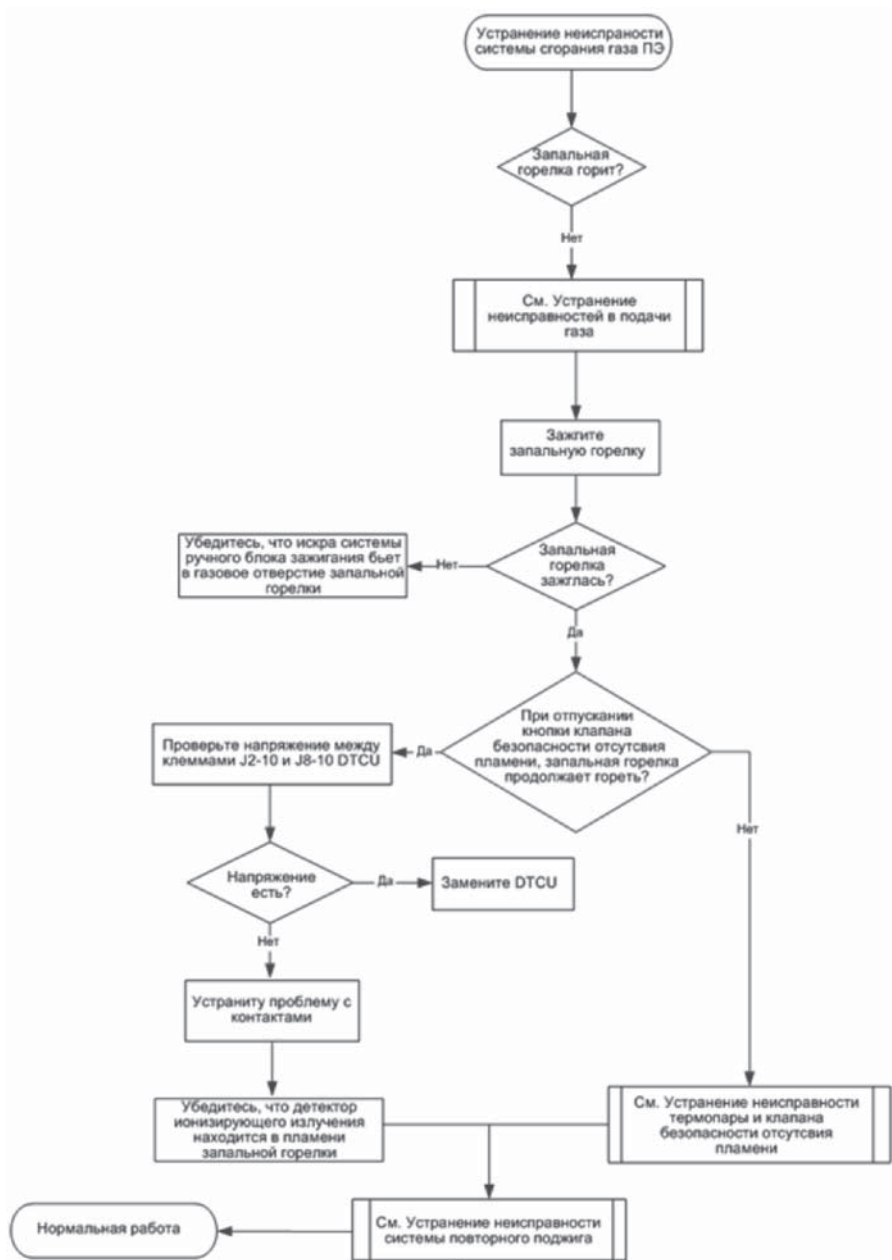 Устранение неиспраности
системы сгорания газа ПЭ
Запальная
горелка горит?
Нет
См. Устранение
неисправностей в подачи
газа
Зажгите
запальную горелку
Запальная
горелка
зажглась?
Нет
Убедитесь, что искра системы
ручного блока зажигания бьет
в газовое отверстие запальной
горелки
Да
При отпускании
кнопки клапана
безопасности отсутсвия
пламени, запальная горелка
продолжает гореть?
Да
Проверьте напряжение между
клеммами J2-10 и J8-10 DTCU
Нет
Напряжение
есть?
Да
Замените DTCU
Нет
Устраниту проблему с
контактами
Убедитесь, что детектор
ионизирующего излучения
находится в пламени
запальной горелки
См. Устранение неисправности
термопары и клапана
безопасности отсутсвия
пламени
См. Устранение неисправности
системы повторного поджига
Нормальная работа